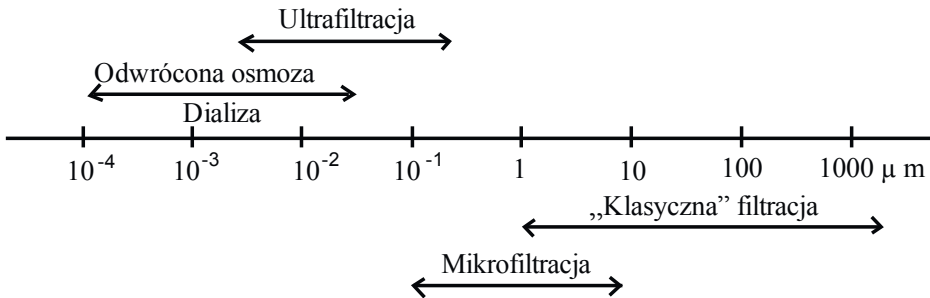 Ultrafiltracja
Odwrócona osmoza
Dializa
10⁻⁴ 10⁻³ 10⁻² 10⁻¹ 1 10 100 1000 µ m
„Klasyczna” filtracja
Mikrofiltracja